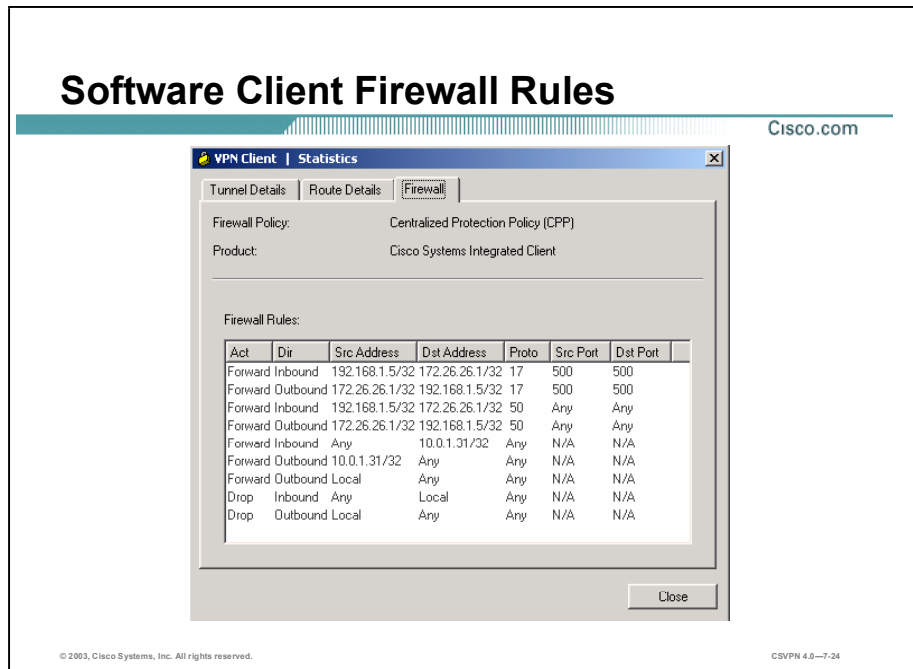 Software Client Firewall Rules
Cisco.com
VPN Client | Statistics
Tunnel Details Route Details Firewall
Firewall Policy: Centralized Protection Policy (CPP)
Product: Cisco Systems Integrated Client
Firewall Rules:
Act Dir Src Address Dst Address Proto Src Port Dst Port
Forward Inbound 192.168.1.5/32 172.26.26.1/32 17 500 500
Forward Outbound 172.26.26.1/32 192.168.1.5/32 17 500 500
Forward Inbound 192.168.1.5/32 172.26.26.1/32 50 Any Any
Forward Outbound 172.26.26.1/32 192.168.1.5/32 50 Any Any
Forward Inbound Any 10.0.1.31/32 Any N/A N/A
Forward Outbound 10.0.1.31/32 Any Any N/A N/A
Forward Outbound Local Any Any N/A N/A
Drop Inbound Any Local Any N/A N/A
Drop Outbound Local Any Any N/A N/A
Close
© 2003, Cisco Systems, Inc. All rights reserved. CSVPN 4.0—7-24